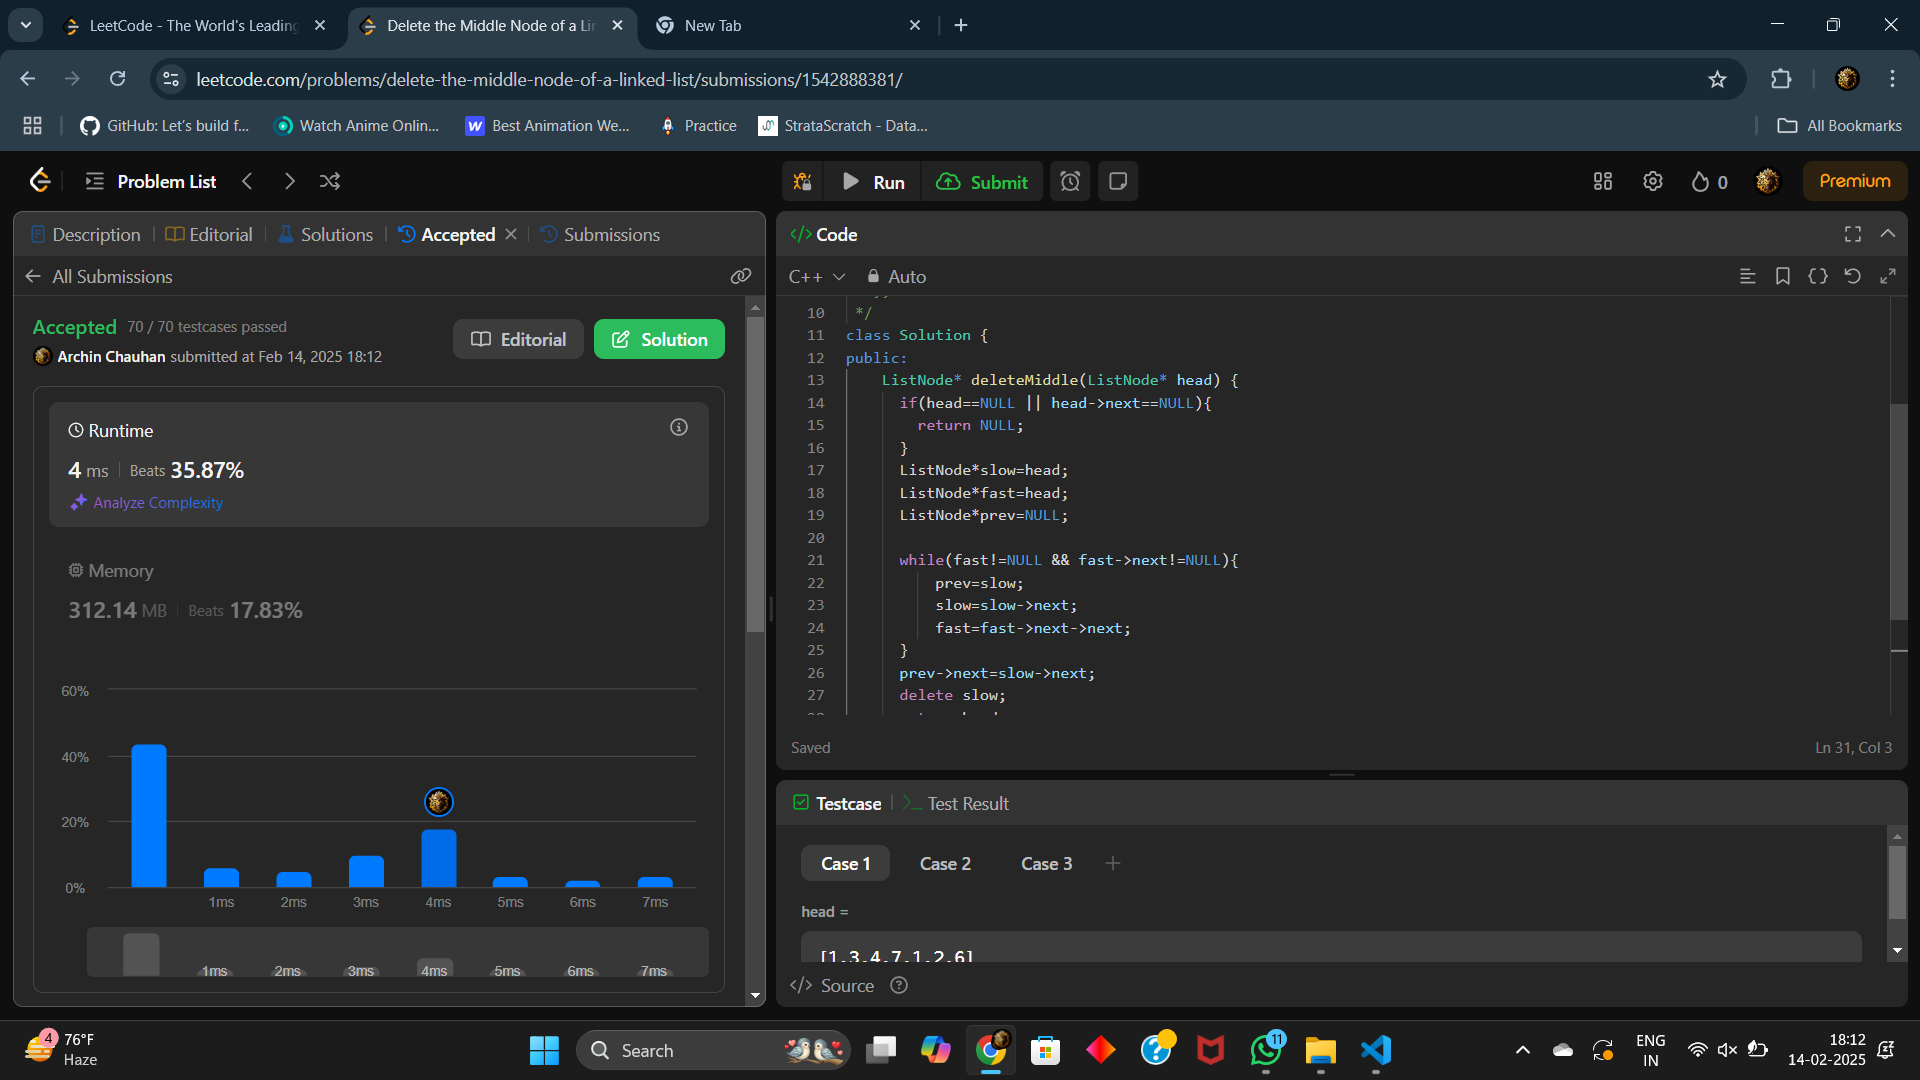 LeetCode - The World's Leading
Delete the Middle Node of a Lin
New Tab
leetcode.com/problems/delete-the-middle-node-of-a-linked-list/submissions/1542888381/
GitHub: Let's build f...
Watch Anime Onlin...
Best Animation We...
Practice
StrataScratch - Data...
All Bookmarks
Problem List
Run
Submit
0
Premium
Description
Editorial
Solutions
Accepted
Submissions
All Submissions
Accepted 70 / 70 testcases passed
Archin Chauhan submitted at Feb 14, 2025 18:12
Editorial
Solution
Runtime
4 ms Beats 35.87%
Analyze Complexity
Memory
312.14 MB Beats 17.83%
60%
40%
20%
0%
1ms 2ms 3ms 4ms 5ms 6ms 7ms
1ms 2ms 3ms 4ms 5ms 6ms 7ms
</> Code
C++ Auto
10 */
11 class Solution {
12 public:
13 ListNode* deleteMiddle(ListNode* head) {
14 if(head==NULL || head->next==NULL){
15 return NULL;
16 }
17 ListNode*slow=head;
18 ListNode*fast=head;
19 ListNode*prev=NULL;
20
21 while(fast!=NULL && fast->next!=NULL){
22 prev=slow;
23 slow=slow->next;
24 fast=fast->next->next;
25 }
26 prev->next=slow->next;
27 delete slow;
Saved
Ln 31, Col 3
Testcase
Test Result
Case 1
Case 2
Case 3
head =
[1,3,4,7,1,2,6]
</> Source
4
76°F
Haze
Search
11
ENG
IN
18:12
14-02-2025